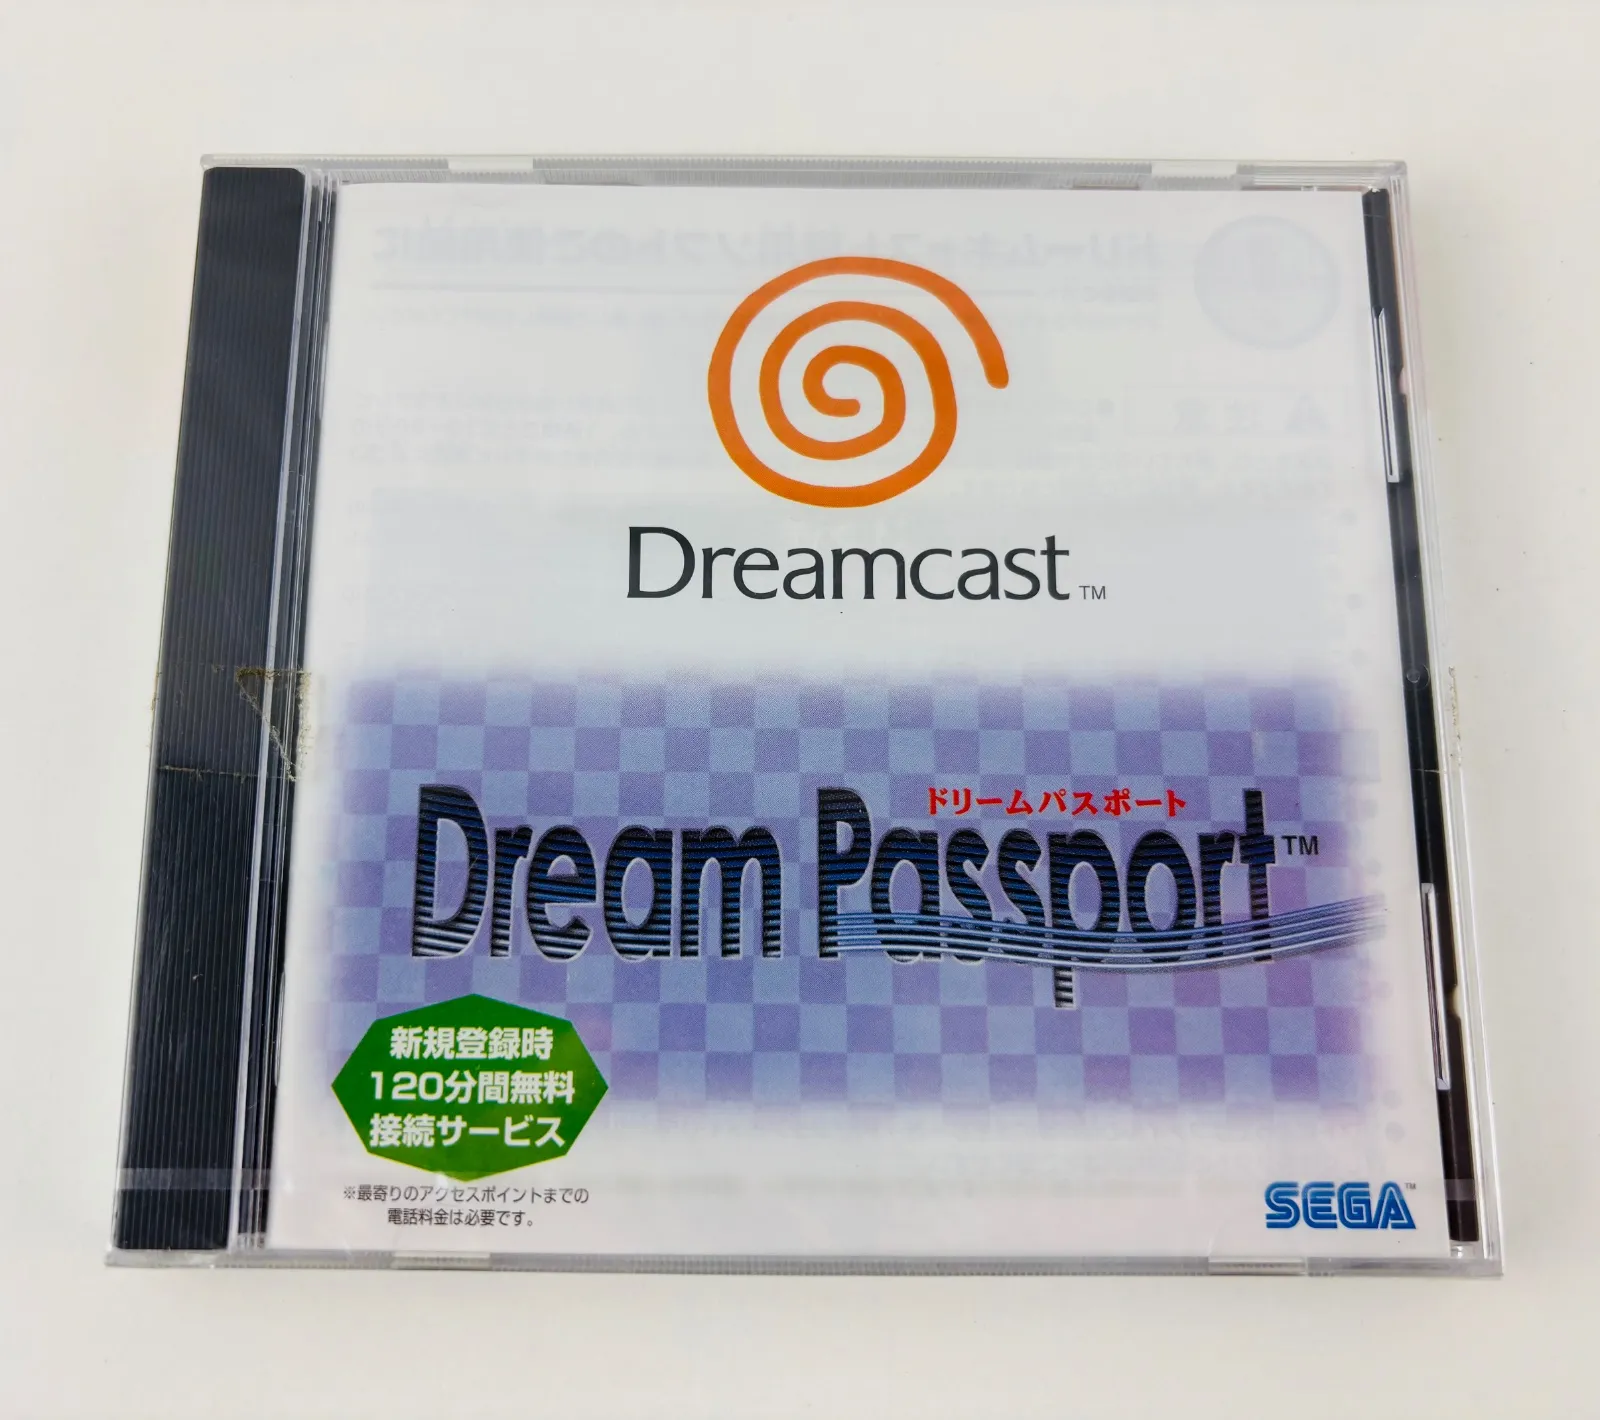 Dreamcast™
ドリームパスポート
Dream Passport™
新規登録時
120分間無料
接続サービス
※最寄りのアクセスポイントまでの
電話料金は必要です。
SEGA™